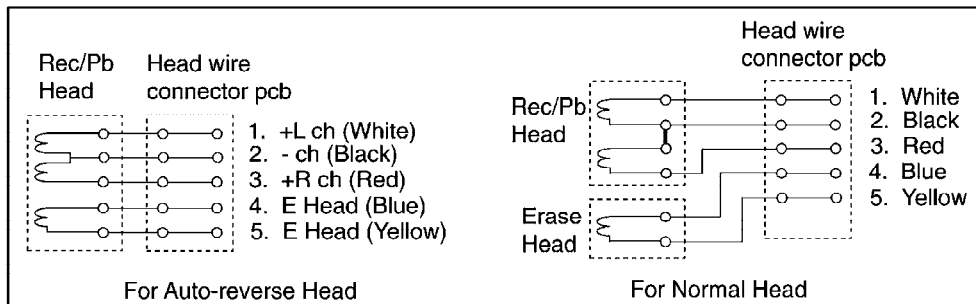 Rec/Pb Head
Head wire connector pcb
1. +L ch (White)
2. - ch (Black)
3. +R ch (Red)
4. E Head (Blue)
5. E Head (Yellow)
For Auto-reverse Head
Head wire
connector pcb
Rec/Pb
Head
1. White
2. Black
3. Red
4. Blue
5. Yellow
Erase
Head
For Normal Head